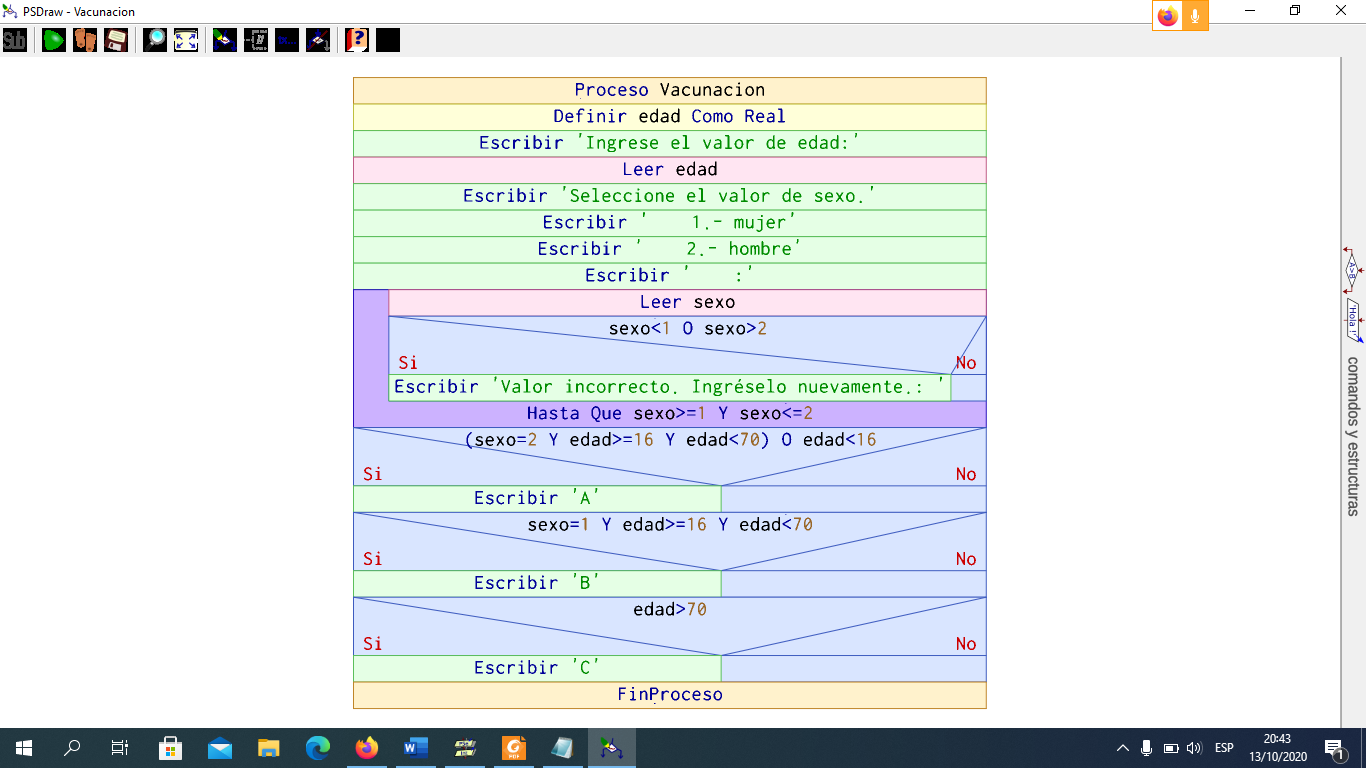 PSDraw - Vacunacion
Sub
Proceso Vacunacion
Definir edad Como Real
Escribir 'Ingrese el valor de edad:'
Leer edad
Escribir 'Seleccione el valor de sexo.'
Escribir '    1.- mujer'
Escribir '    2.- hombre'
Escribir '    :'
Leer sexo
sexo<1 O sexo>2
Si No
Escribir 'Valor incorrecto. Ingréselo nuevamente.: '
Hasta Que sexo>=1 Y sexo<=2
(sexo=2 Y edad>=16 Y edad<70) O edad<16
Si No
Escribir 'A'
sexo=1 Y edad>=16 Y edad<70
Si No
Escribir 'B'
edad>70
Si No
Escribir 'C'
FinProceso
A>B
'Hola !'
comandos y estructuras
ESP
20:43
13/10/2020
1